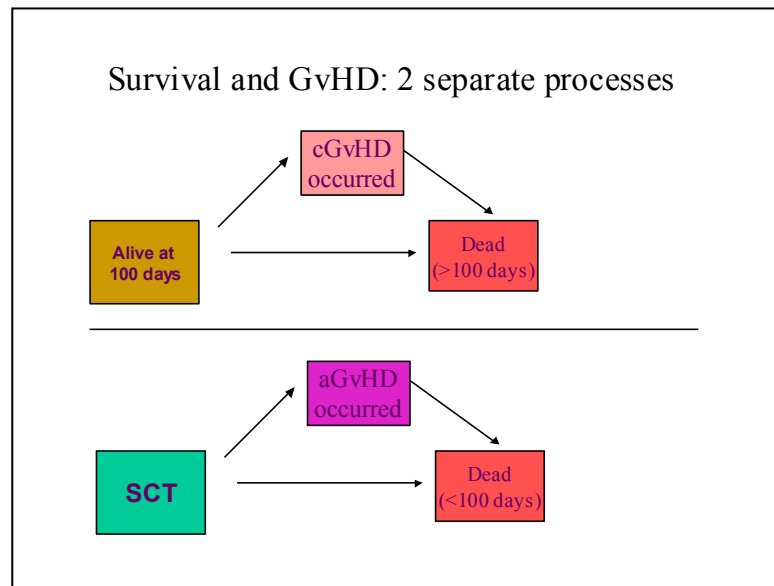 Survival and GvHD: 2 separate processes
cGvHD
occurred
Alive at
100 days
Dead
(>100 days)
aGvHD
occurred
SCT
Dead
(<100 days)